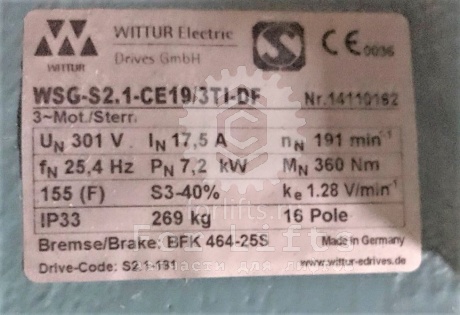 WITTUR
WITTUR Electric
Drives GmbH
S
CE 0036
WSG-S2.1-CE19/3TI-DF Nr.14110162
3~Mot./Sterr.
UN 301 V IN 17,5 A nN 191 min-1
fN 25,4 Hz PN 7,2 kW MN 360 Nm
155 (F) S3-40% ke 1.28 V/min-1
IP33 269 kg 16 Pole
Bremse/Brake: BFK 464-25S Made in Germany
Drive-Code: S2.1-191 www.wittur-edrives.de